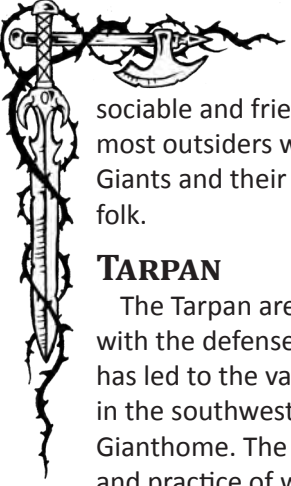 sociable and frie
most outsiders w
Giants and their
folk.
TARPAN
The Tarpan are
with the defense
has led to the va
in the southwest
Gianthome. The
and practice of w